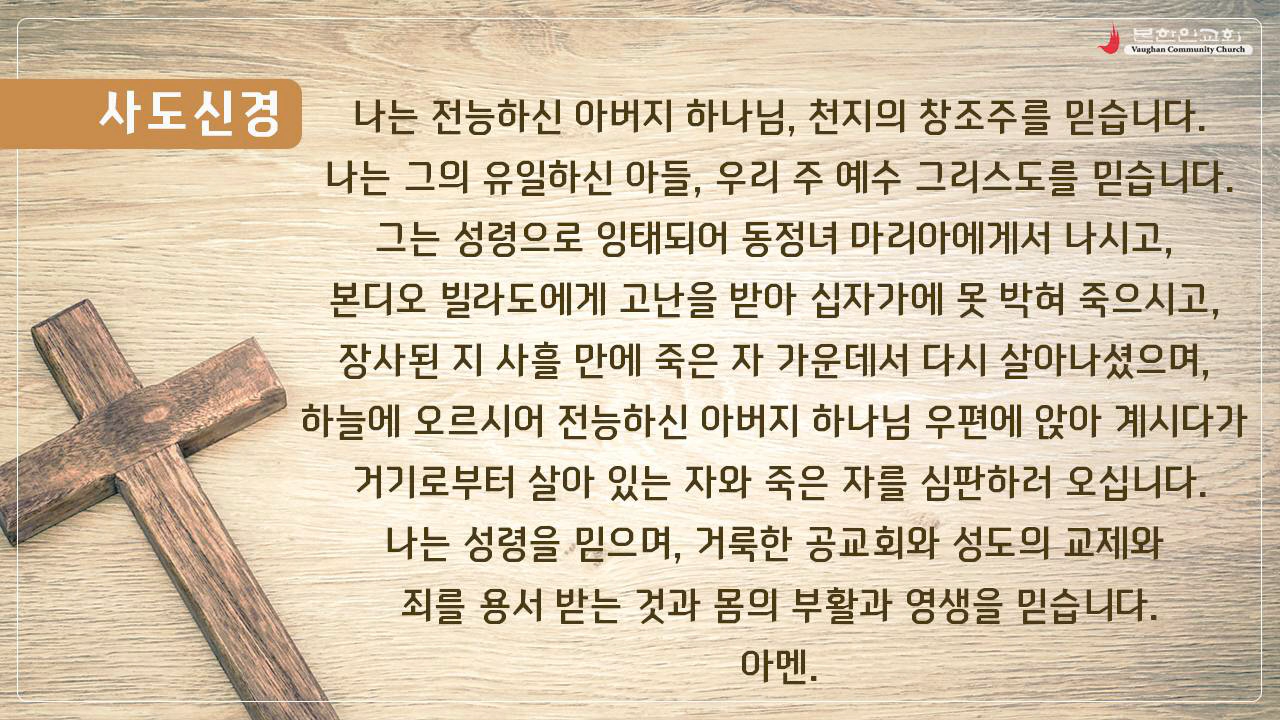 본한인교회
Vaughan Community Church
사도신경
나는 전능하신 아버지 하나님, 천지의 창조주를 믿습니다.
나는 그의 유일하신 아들, 우리 주 예수 그리스도를 믿습니다.
그는 성령으로 잉태되어 동정녀 마리아에게서 나시고,
본디오 빌라도에게 고난을 받아 십자가에 못 박혀 죽으시고,
장사된 지 사흘 만에 죽은 자 가운데서 다시 살아나셨으며,
하늘에 오르시어 전능하신 아버지 하나님 우편에 앉아 계시다가
거기로부터 살아 있는 자와 죽은 자를 심판하러 오십니다.
나는 성령을 믿으며, 거룩한 공교회와 성도의 교제와
죄를 용서 받는 것과 몸의 부활과 영생을 믿습니다.
아멘.